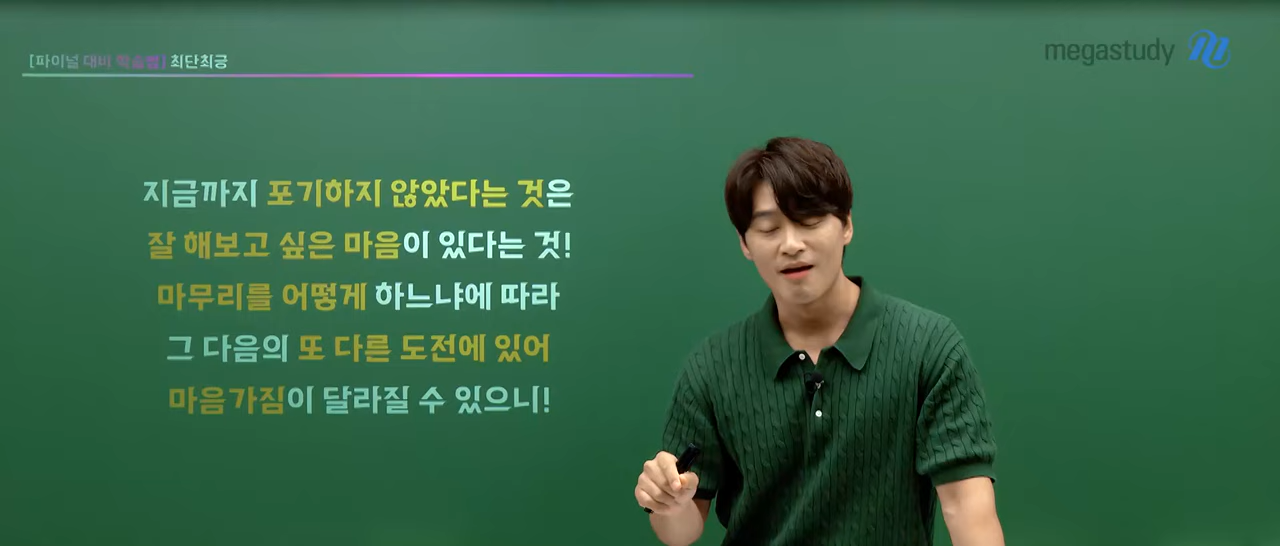 [파이널 대비 학습법] 최단최긍
megastudy
지금까지 포기하지 않았다는 것은
잘 해보고 싶은 마음이 있다는 것!
마무리를 어떻게 하느냐에 따라
그 다음의 또 다른 도전에 있어
마음가짐이 달라질 수 있으니!